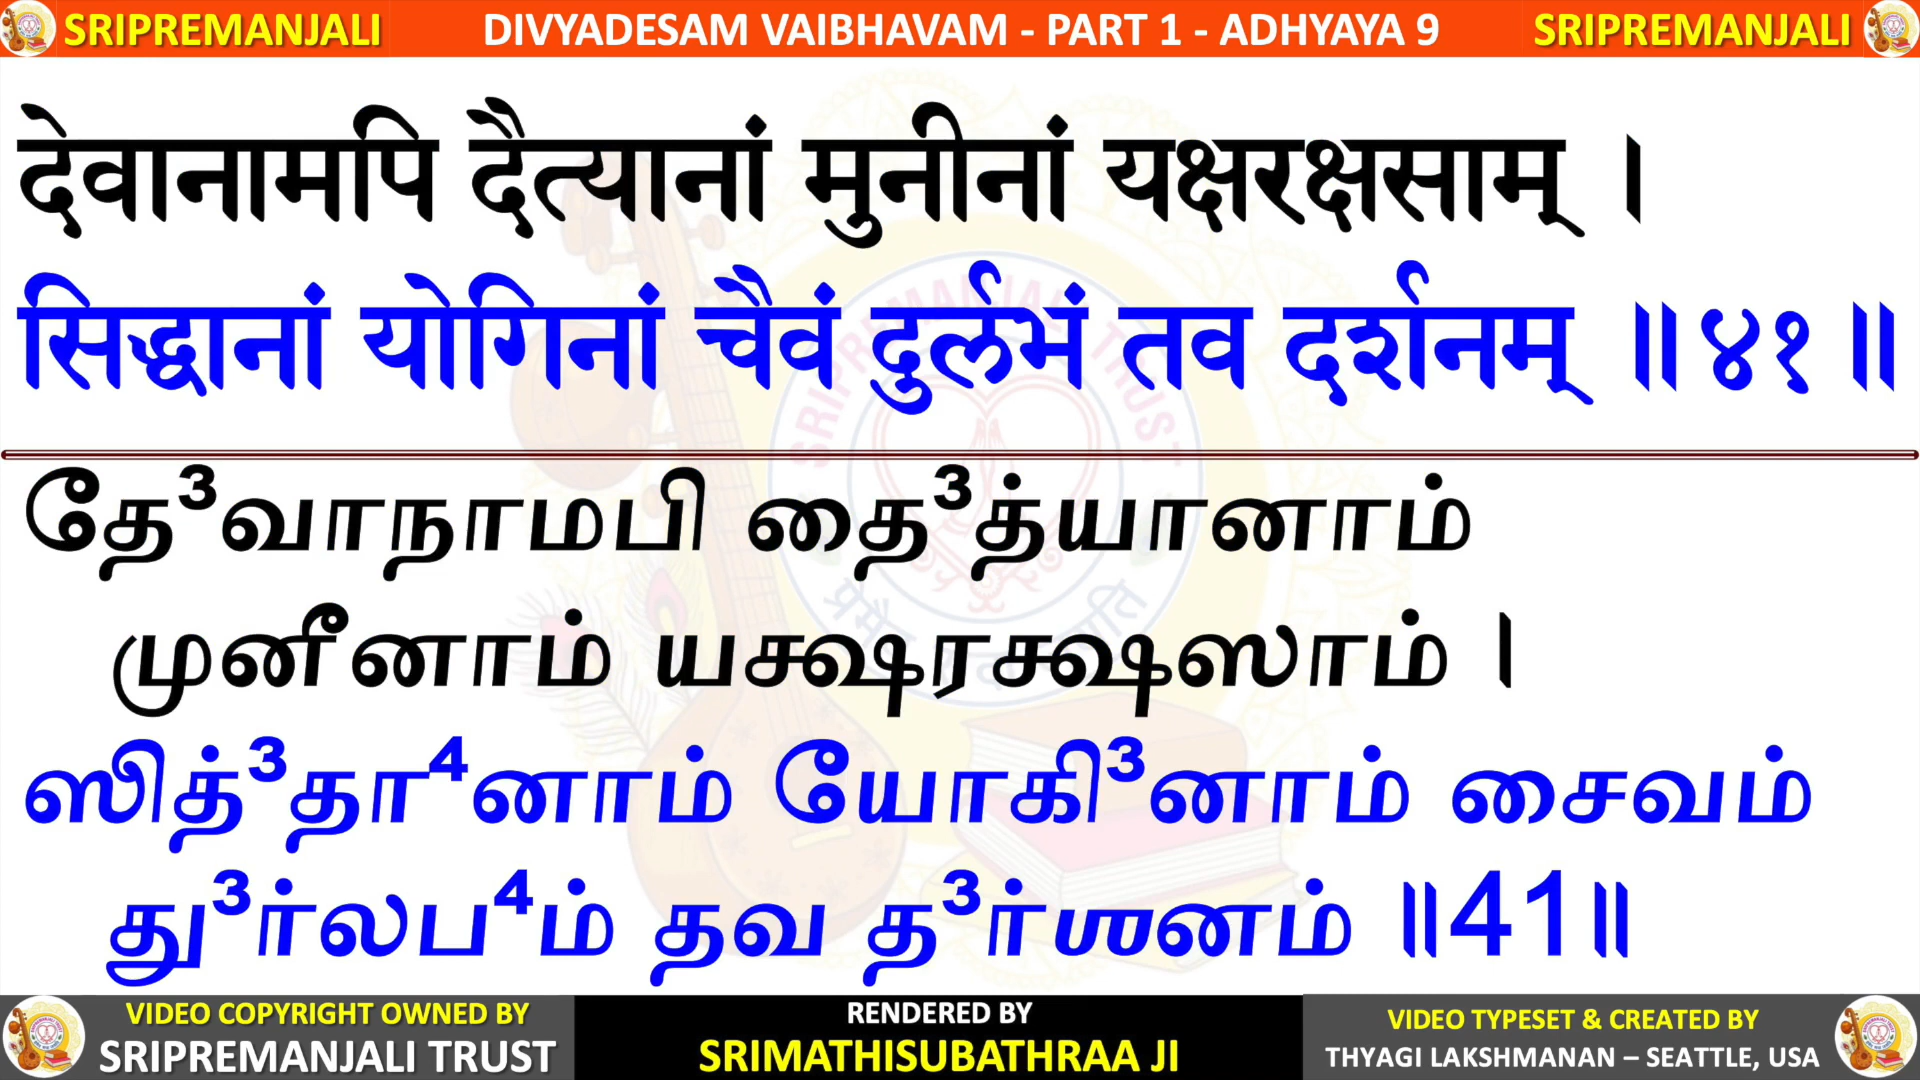 SRIPREMANJALI DIVYADESAM VAIBHAVAM - PART 1 - ADHYAYA 9 SRIPREMANJALI
देवानामपि दैत्यानां मुनीनां यक्षरक्षसाम् ।
सिद्धानां योगिनां चैवं दुर्लभं तव दर्शनम् ॥४१॥
தே³வாநாமபி தை³த்யானாம்
முனீனாம் யக்ஷரக்ஷஸாம் ।
ஸித்³தா⁴னாம் யோகி³னாம் சைவம்
து³ர்லப⁴ம் தவ த³ர்ஶனம் ॥41॥
VIDEO COPYRIGHT OWNED BY
SRIPREMANJALI TRUST
RENDERED BY
SRIMATHISUBATHRAA JI
VIDEO TYPESET & CREATED BY
THYAGI LAKSHMANAN – SEATTLE, USA